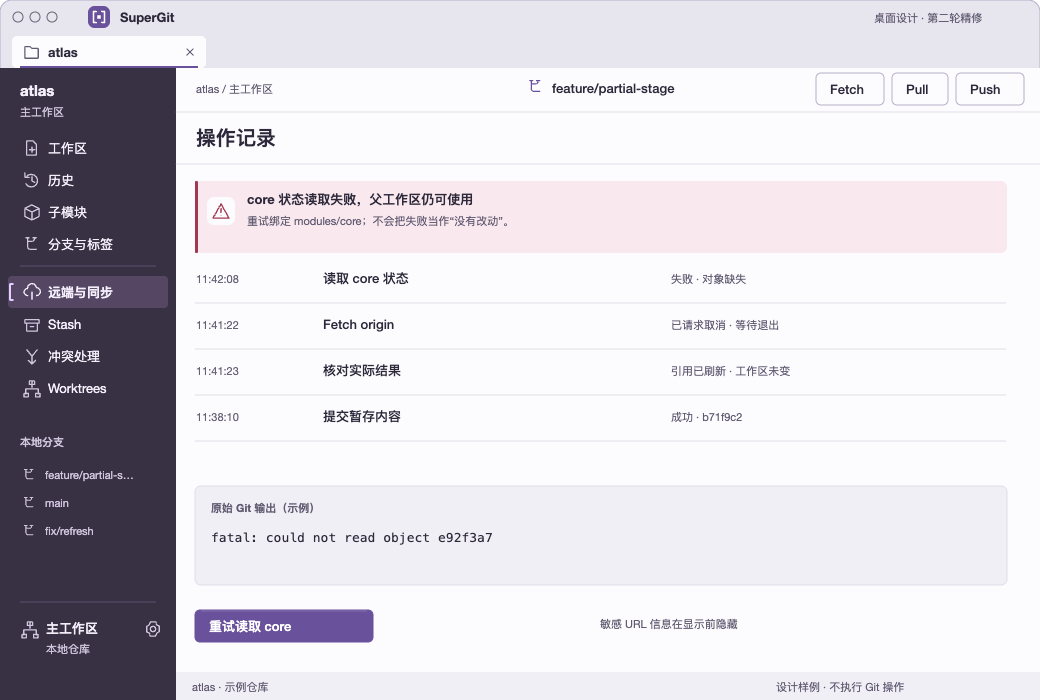 SuperGit
桌面设计 · 第二轮精修
atlas
atlas
主工作区
工作区
历史
子模块
分支与标签
远端与同步
Stash
冲突处理
Worktrees
本地分支
feature/partial-s…
main
fix/refresh
主工作区
本地仓库
atlas / 主工作区
feature/partial-stage
Fetch
Pull
Push
操作记录
core 状态读取失败，父工作区仍可使用
重试绑定 modules/core；不会把失败当作“没有改动”。
11:42:08 读取 core 状态 失败 · 对象缺失
11:41:22 Fetch origin 已请求取消 · 等待退出
11:41:23 核对实际结果 引用已刷新 · 工作区未变
11:38:10 提交暂存内容 成功 · b71f9c2
原始 Git 输出（示例）
fatal: could not read object e92f3a7
重试读取 core
敏感 URL 信息在显示前隐藏
atlas · 示例仓库
设计样例 · 不执行 Git 操作